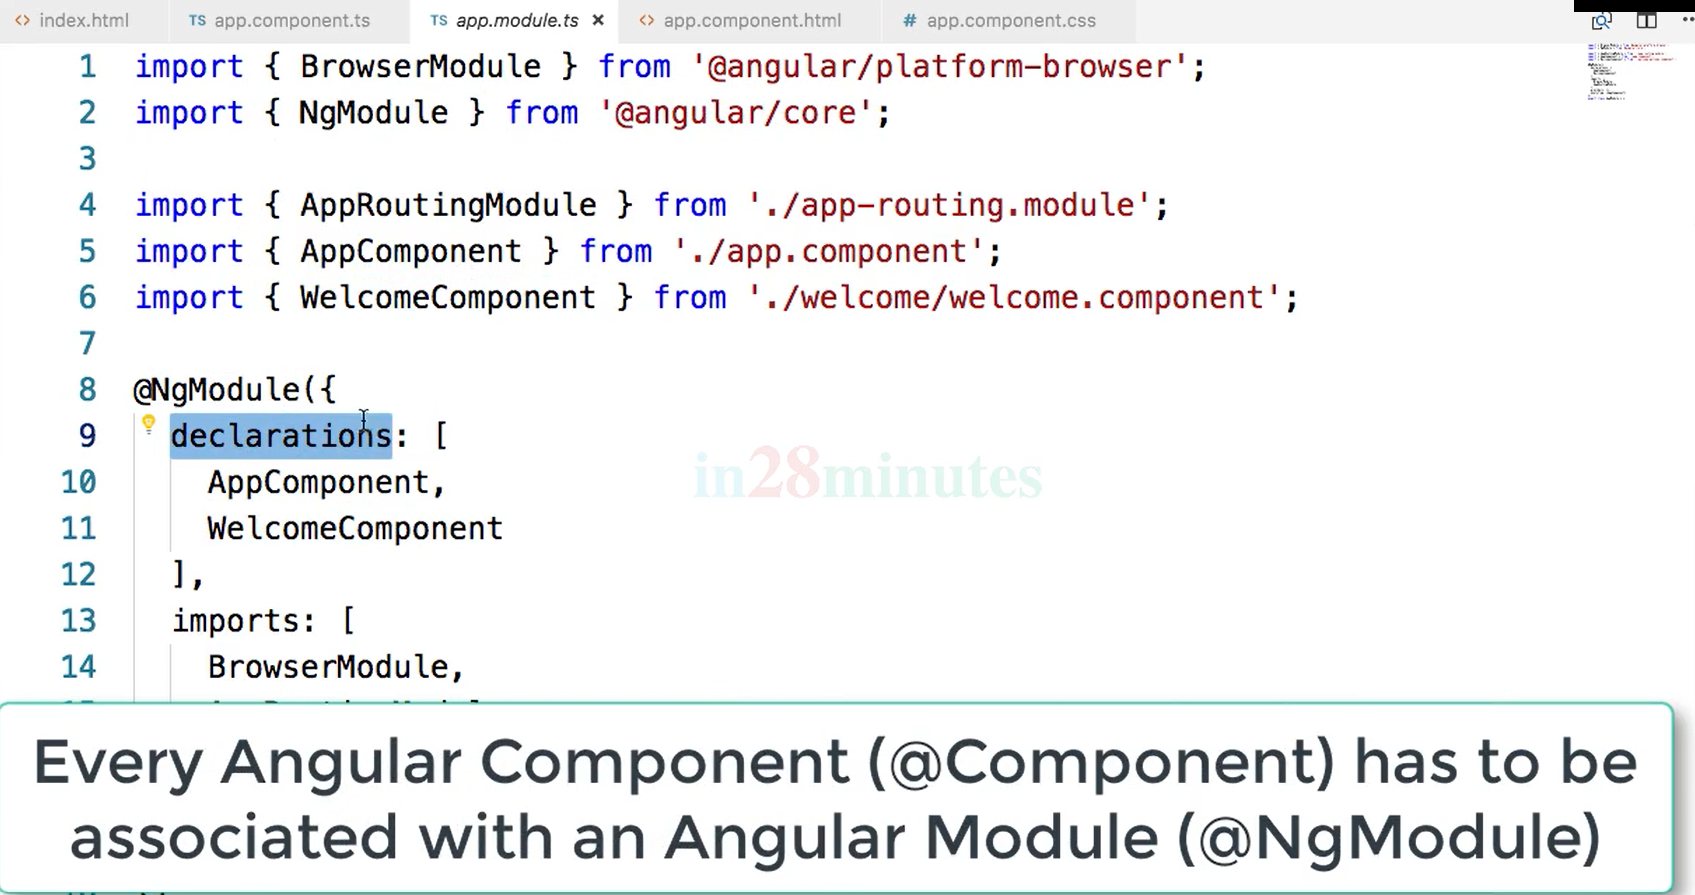 <> index.html TS app.component.ts TS app.module.ts × <> app.component.html # app.component.css
1 import { BrowserModule } from '@angular/platform-browser';
2 import { NgModule } from '@angular/core';
3
4 import { AppRoutingModule } from './app-routing.module';
5 import { AppComponent } from './app.component';
6 import { WelcomeComponent } from './welcome/welcome.component';
7
8 @NgModule({
9 declarations: [
in28minutes
10 AppComponent,
11 WelcomeComponent
12 ],
13 imports: [
14 BrowserModule,
Every Angular Component (@Component) has to be
associated with an Angular Module (@NgModule)